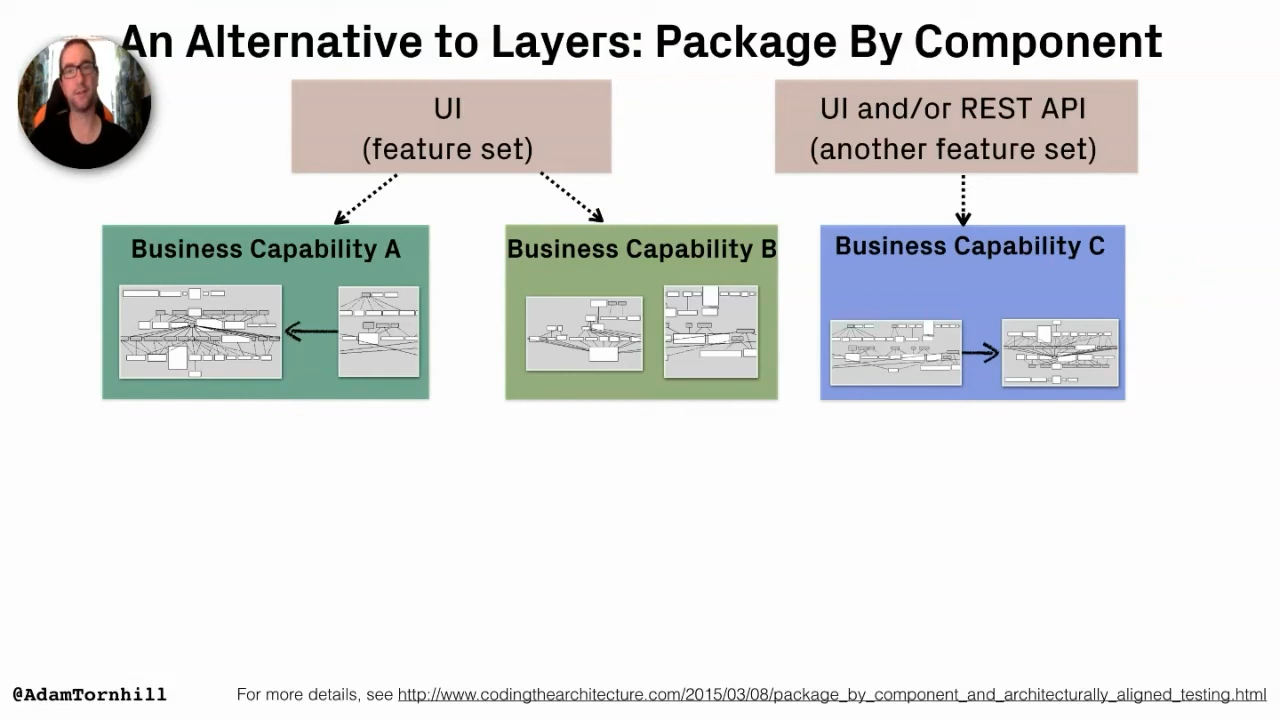 An Alternative to Layers: Package By Component
UI
(feature set)
UI and/or REST API
(another feature set)
Business Capability A
Business Capability B
Business Capability C
@AdamTornhill
For more details, see http://www.codingthearchitecture.com/2015/03/08/package_by_component_and_architecturally_aligned_testing.html